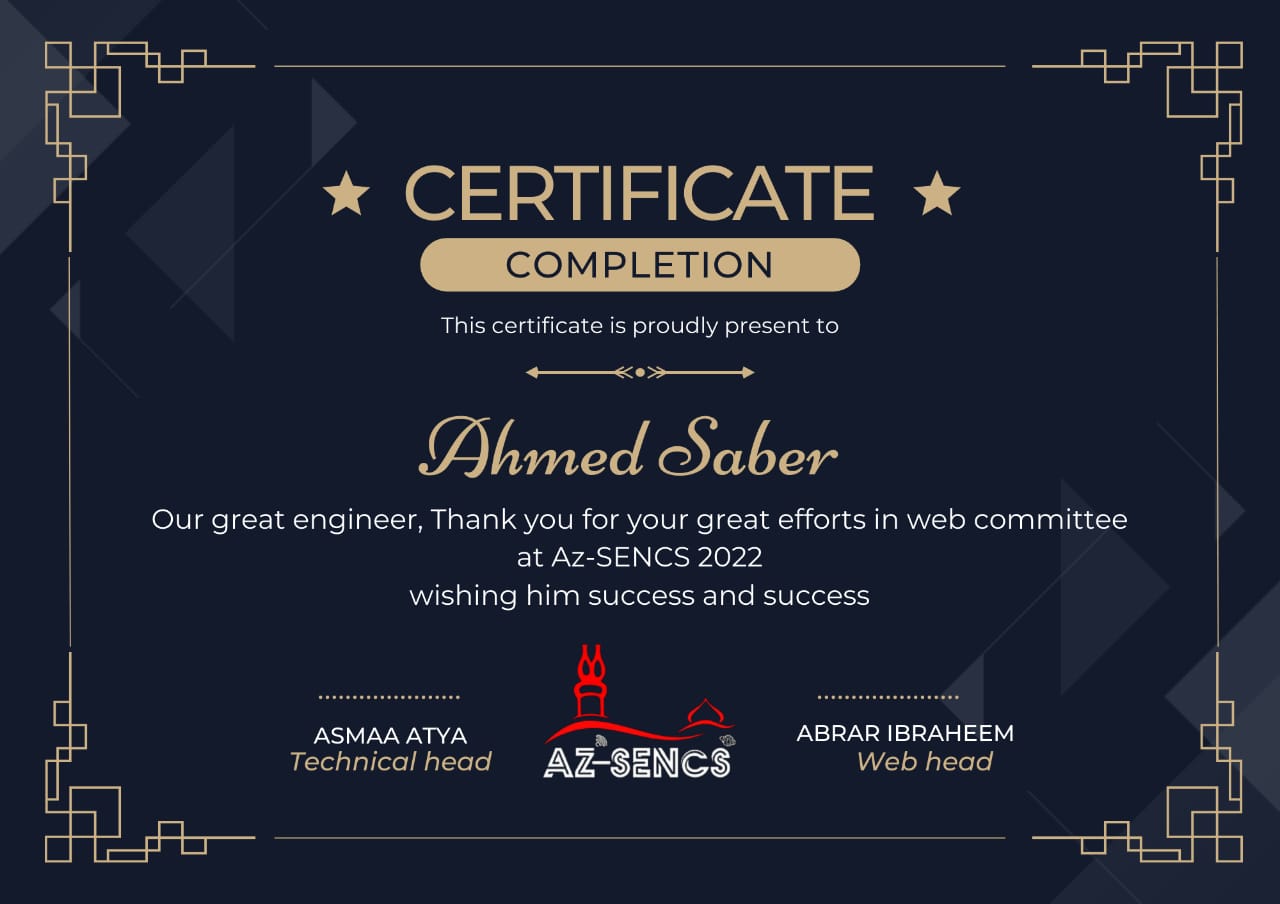 CERTIFICATE
COMPLETION
This certificate is proudly present to
Ahmed Saber
Our great engineer, Thank you for your great efforts in web committee
at Az-SENCS 2022
wishing him success and success
ASMAA ATYA
Technical head
AZ-SENCS
ABRAR IBRAHEEM
Web head